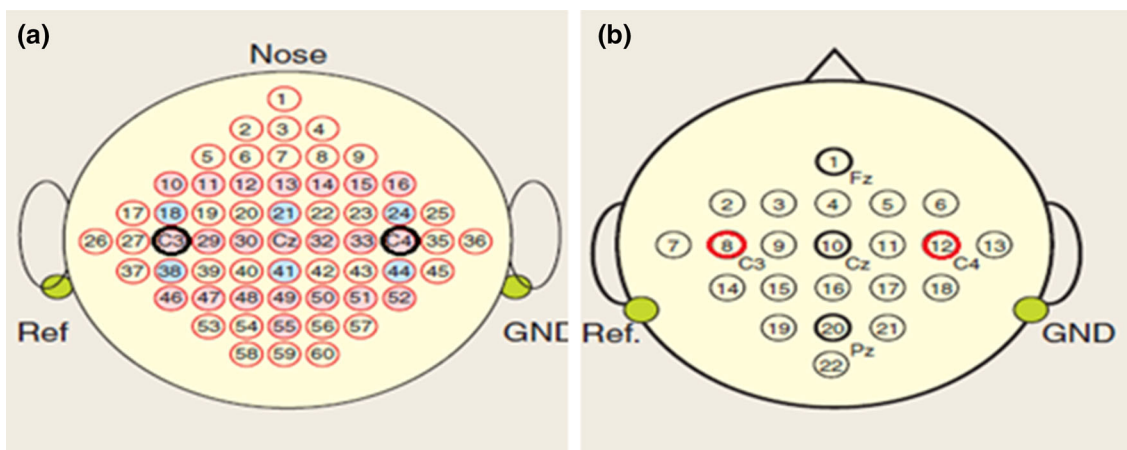 (a)
Nose
1
2 3 4
5 6 7 8 9
10 11 12 13 14 15 16
17 18 19 20 21 22 23 24 25
26 27 C3 29 30 Cz 32 33 C4 35 36
37 38 39 40 41 42 43 44 45
46 47 48 49 50 51 52
53 54 55 56 57
58 59 60
Ref GND
(b)
1
Fz
2 3 4 5 6
7 8 9 10 11 12 13
C3 Cz C4
14 15 16 17 18
19 20 21
Pz
22
Ref. GND